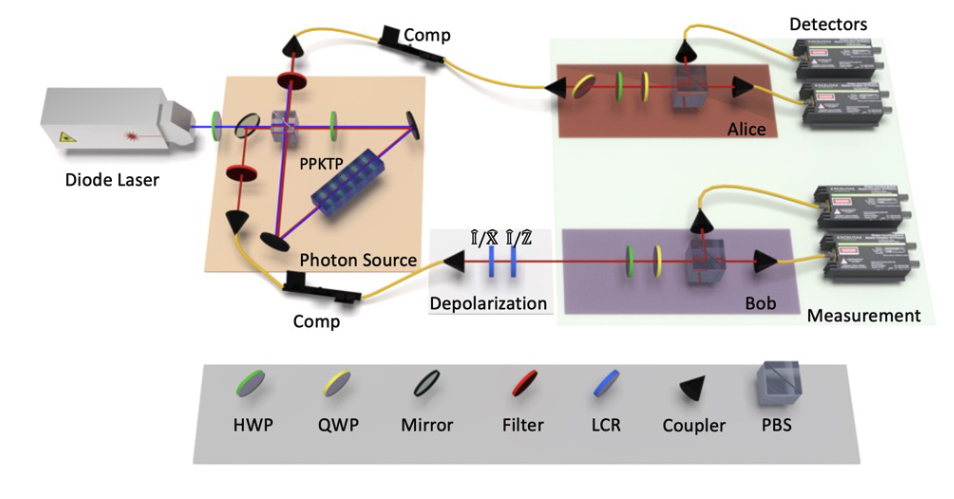 Detectors
Comp
Alice
Diode Laser
PPKTP
Photon Source
Î/X̂ Î/Ẑ
Depolarization
Comp
Bob
Measurement
HWP QWP Mirror Filter LCR Coupler PBS